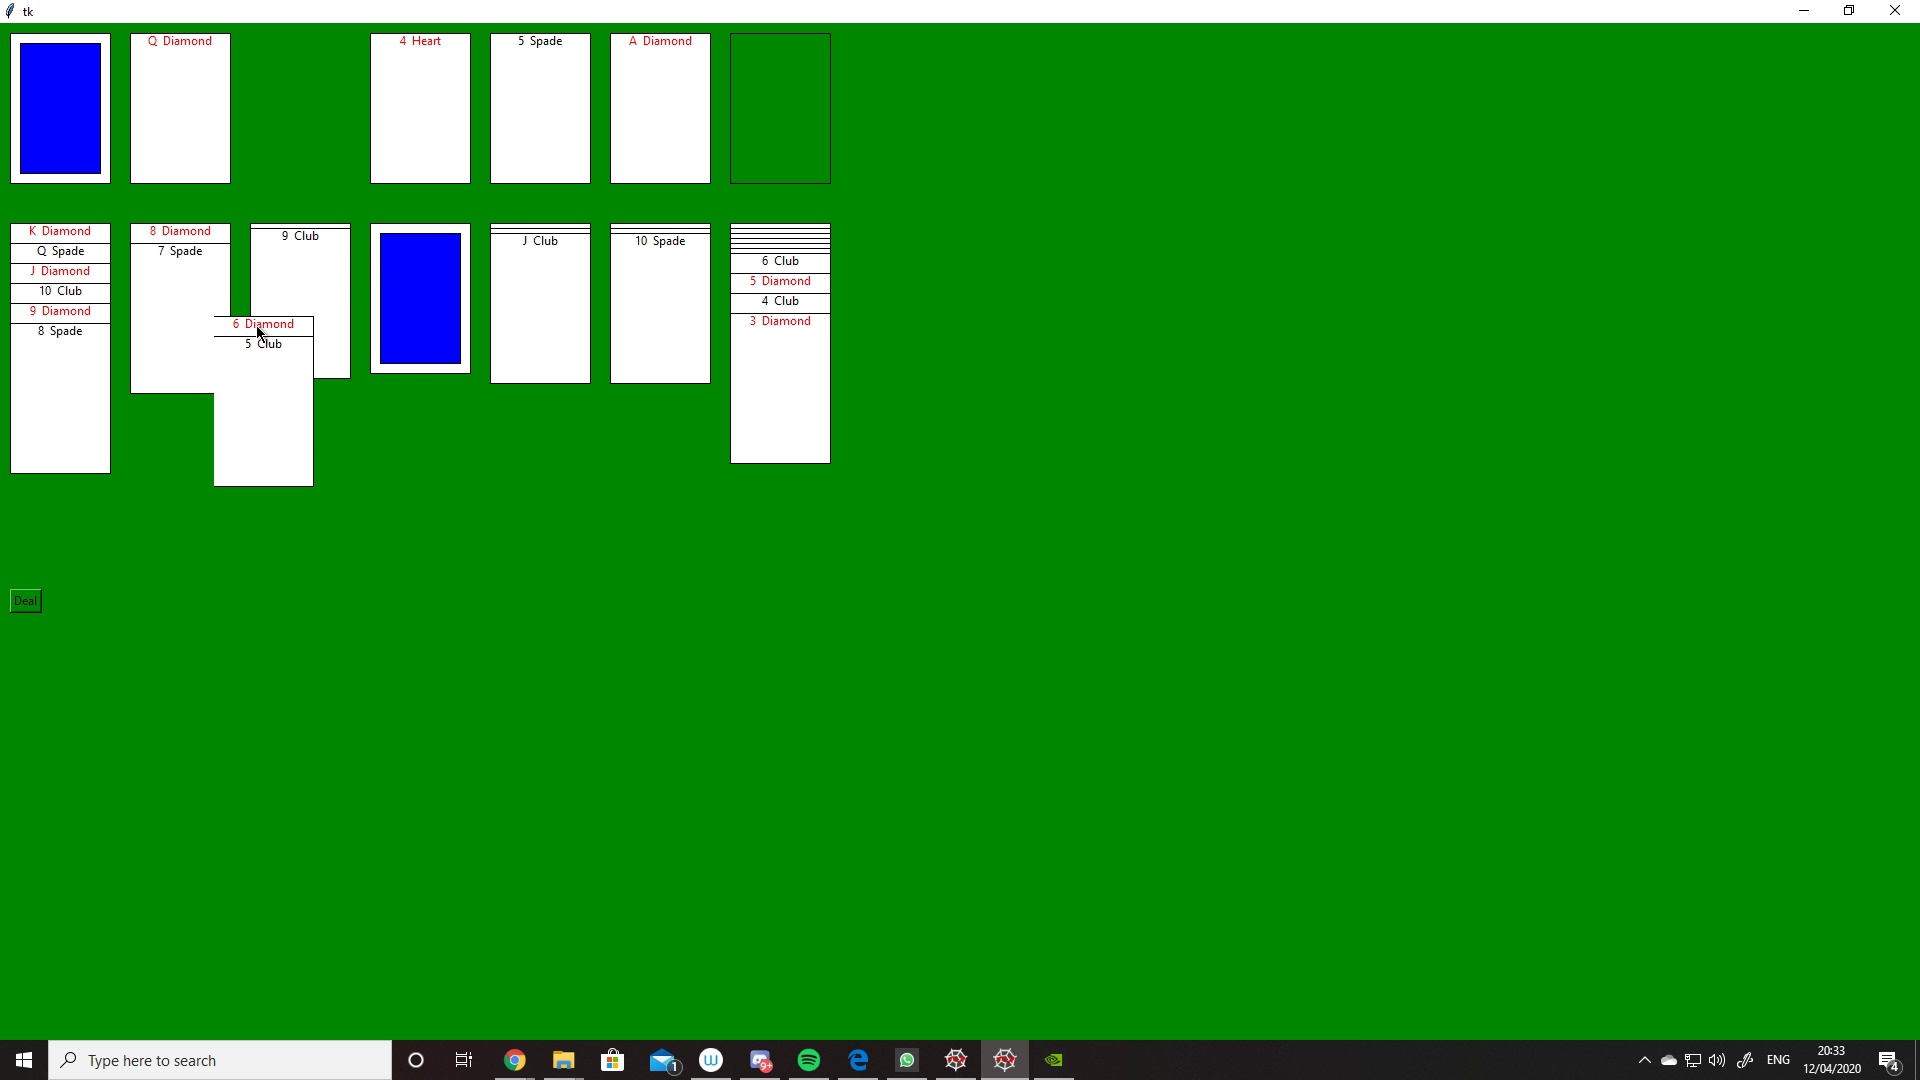 tk
Q Diamond
4 Heart
5 Spade
A Diamond
K Diamond
Q Spade
J Diamond
10 Club
9 Diamond
8 Spade
8 Diamond
7 Spade
9 Club
6 Diamond
5 Club
J Club
10 Spade
6 Club
5 Diamond
4 Club
3 Diamond
Deal
Type here to search
1
W
9+
ENG
20:33
12/04/2020
4